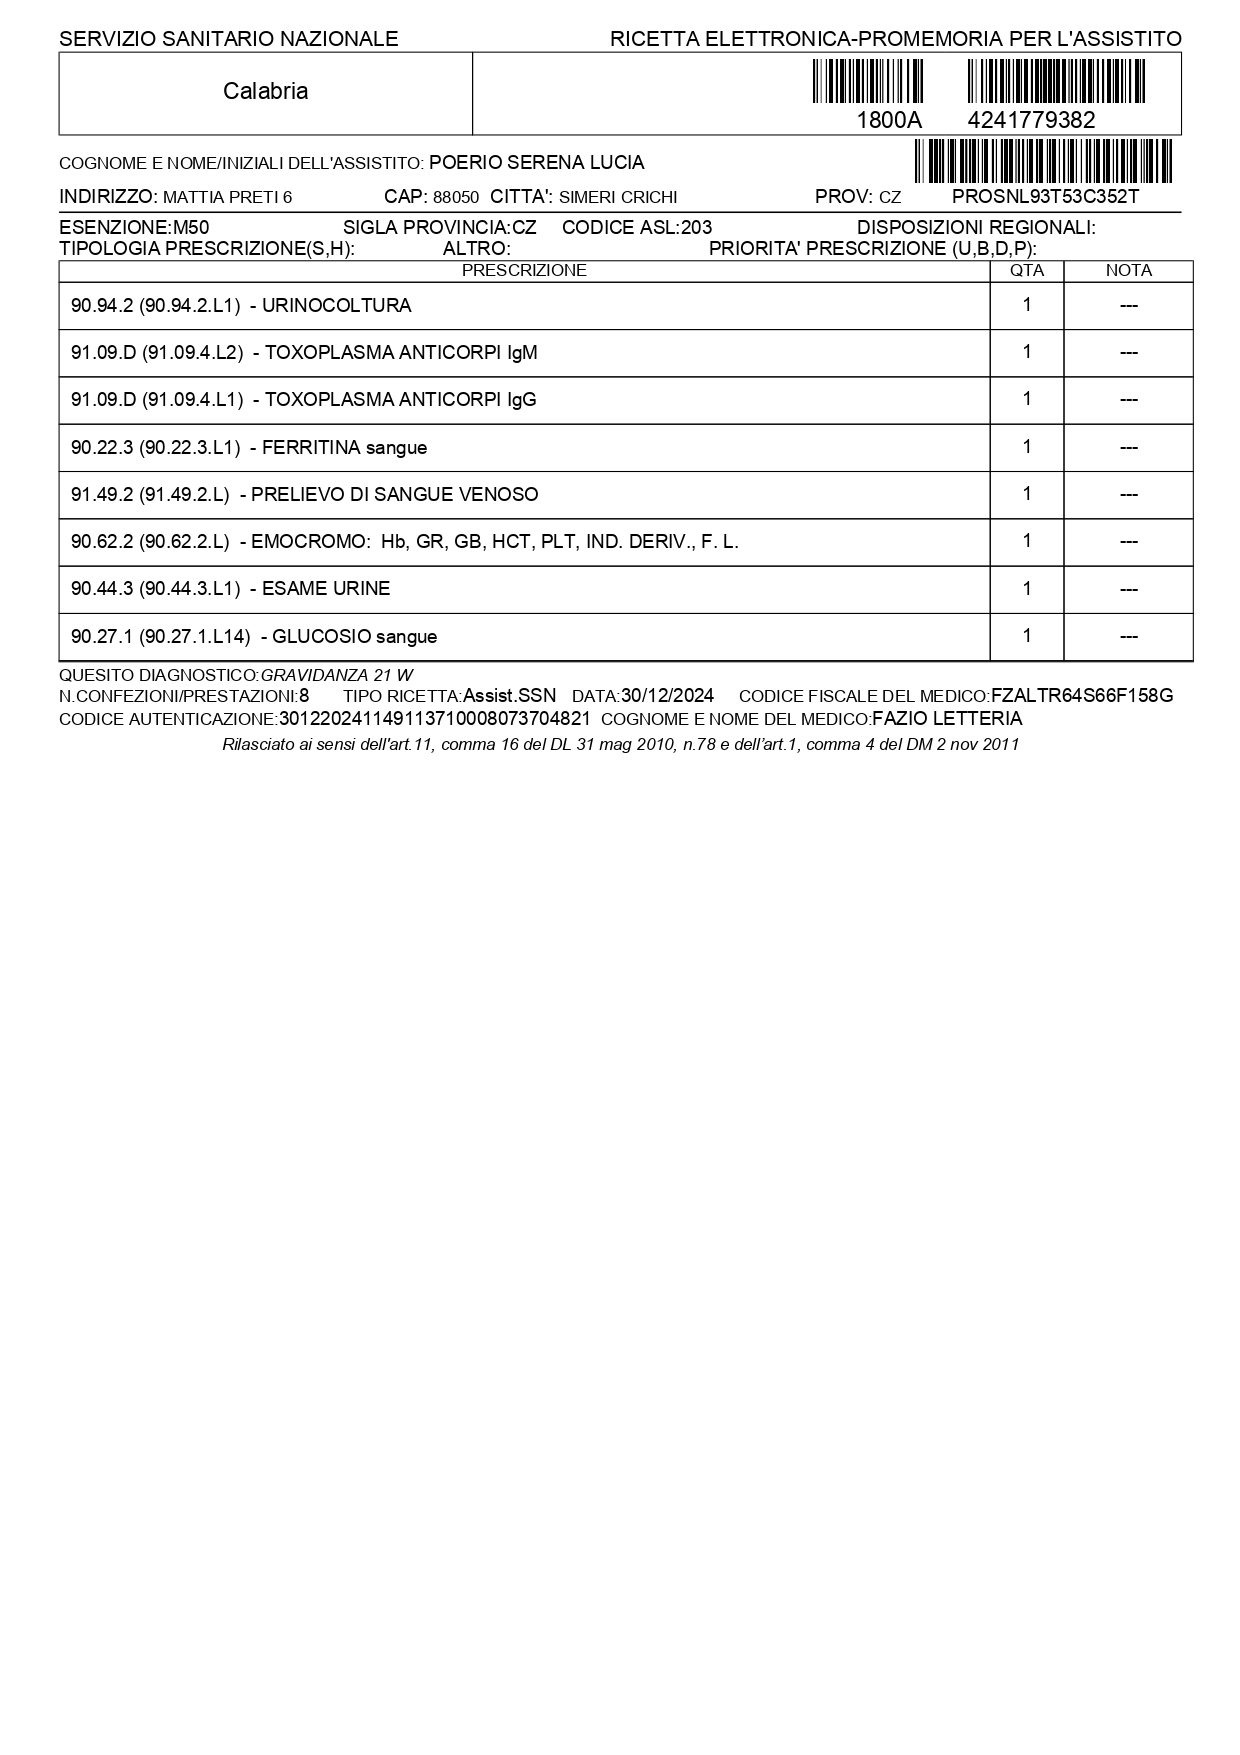 SERVIZIO SANITARIO NAZIONALE RICETTA ELETTRONICA-PROMEMORIA PER L'ASSISTITO
Calabria
1800A 4241779382
COGNOME E NOME/INIZIALI DELL'ASSISTITO: POERIO SERENA LUCIA
INDIRIZZO: MATTIA PRETI 6 CAP: 88050 CITTA': SIMERI CRICHI PROV: CZ PROSNL93T53C352T
ESENZIONE:M50 SIGLA PROVINCIA:CZ CODICE ASL:203 DISPOSIZIONI REGIONALI:
TIPOLOGIA PRESCRIZIONE(S,H): ALTRO: PRIORITA' PRESCRIZIONE (U,B,D,P):
PRESCRIZIONE QTA NOTA
90.94.2 (90.94.2.L1) - URINOCOLTURA 1 ---
91.09.D (91.09.4.L2) - TOXOPLASMA ANTICORPI IgM 1 ---
91.09.D (91.09.4.L1) - TOXOPLASMA ANTICORPI IgG 1 ---
90.22.3 (90.22.3.L1) - FERRITINA sangue 1 ---
91.49.2 (91.49.2.L) - PRELIEVO DI SANGUE VENOSO 1 ---
90.62.2 (90.62.2.L) - EMOCROMO: Hb, GR, GB, HCT, PLT, IND. DERIV., F. L. 1 ---
90.44.3 (90.44.3.L1) - ESAME URINE 1 ---
90.27.1 (90.27.1.L14) - GLUCOSIO sangue 1 ---
QUESITO DIAGNOSTICO:GRAVIDANZA 21 W
N.CONFEZIONI/PRESTAZIONI:8 TIPO RICETTA:Assist.SSN DATA:30/12/2024 CODICE FISCALE DEL MEDICO:FZALTR64S66F158G
CODICE AUTENTICAZIONE:301220241149113710008073704821 COGNOME E NOME DEL MEDICO:FAZIO LETTERIA
Rilasciato ai sensi dell'art.11, comma 16 del DL 31 mag 2010, n.78 e dell’art.1, comma 4 del DM 2 nov 2011